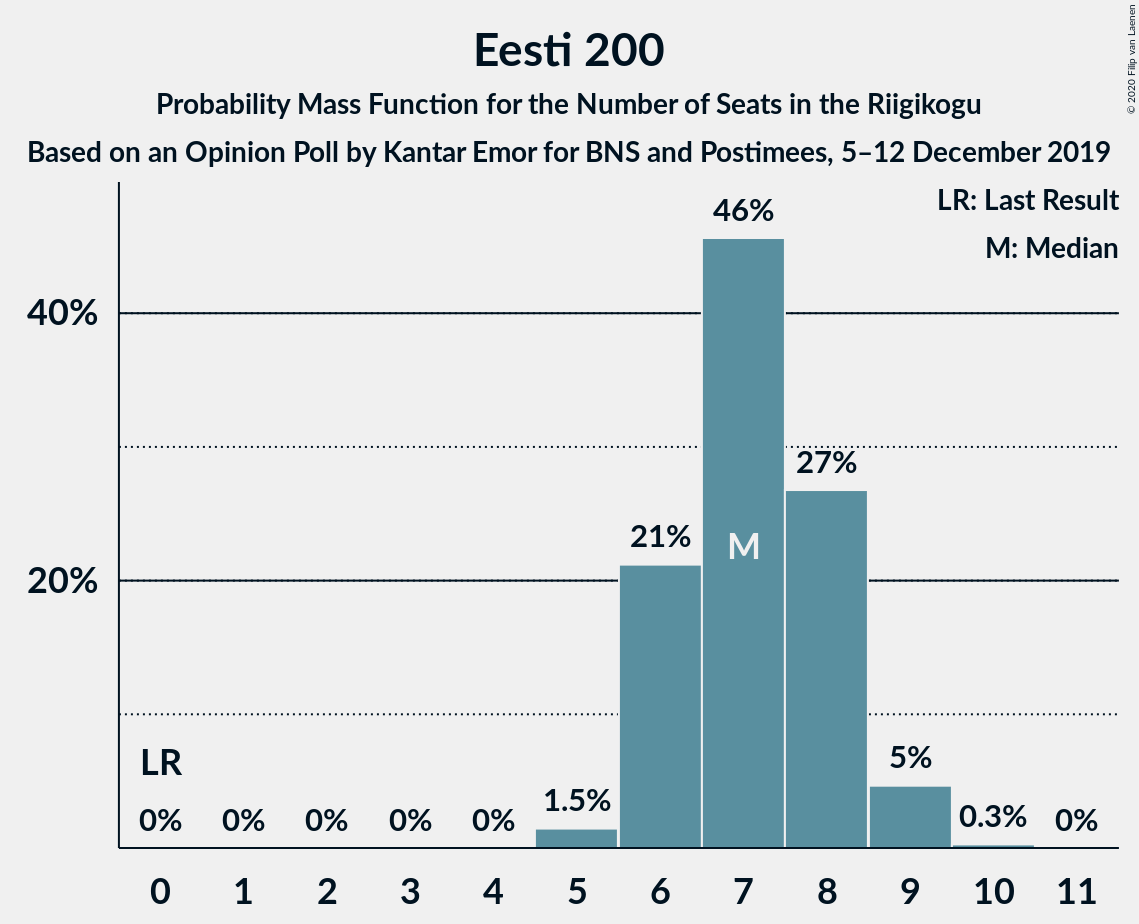 Eesti 200
Probability Mass Function for the Number of Seats in the Riigikogu
Based on an Opinion Poll by Kantar Emor for BNS and Postimees, 5–12 December 2019
© 2020 Filip van Laenen
LR: Last Result
M: Median
40%
20%
LR
0% 0% 0% 0% 0% 1.5% 21% 46% 27% 5% 0.3% 0%
M
0 1 2 3 4 5 6 7 8 9 10 11